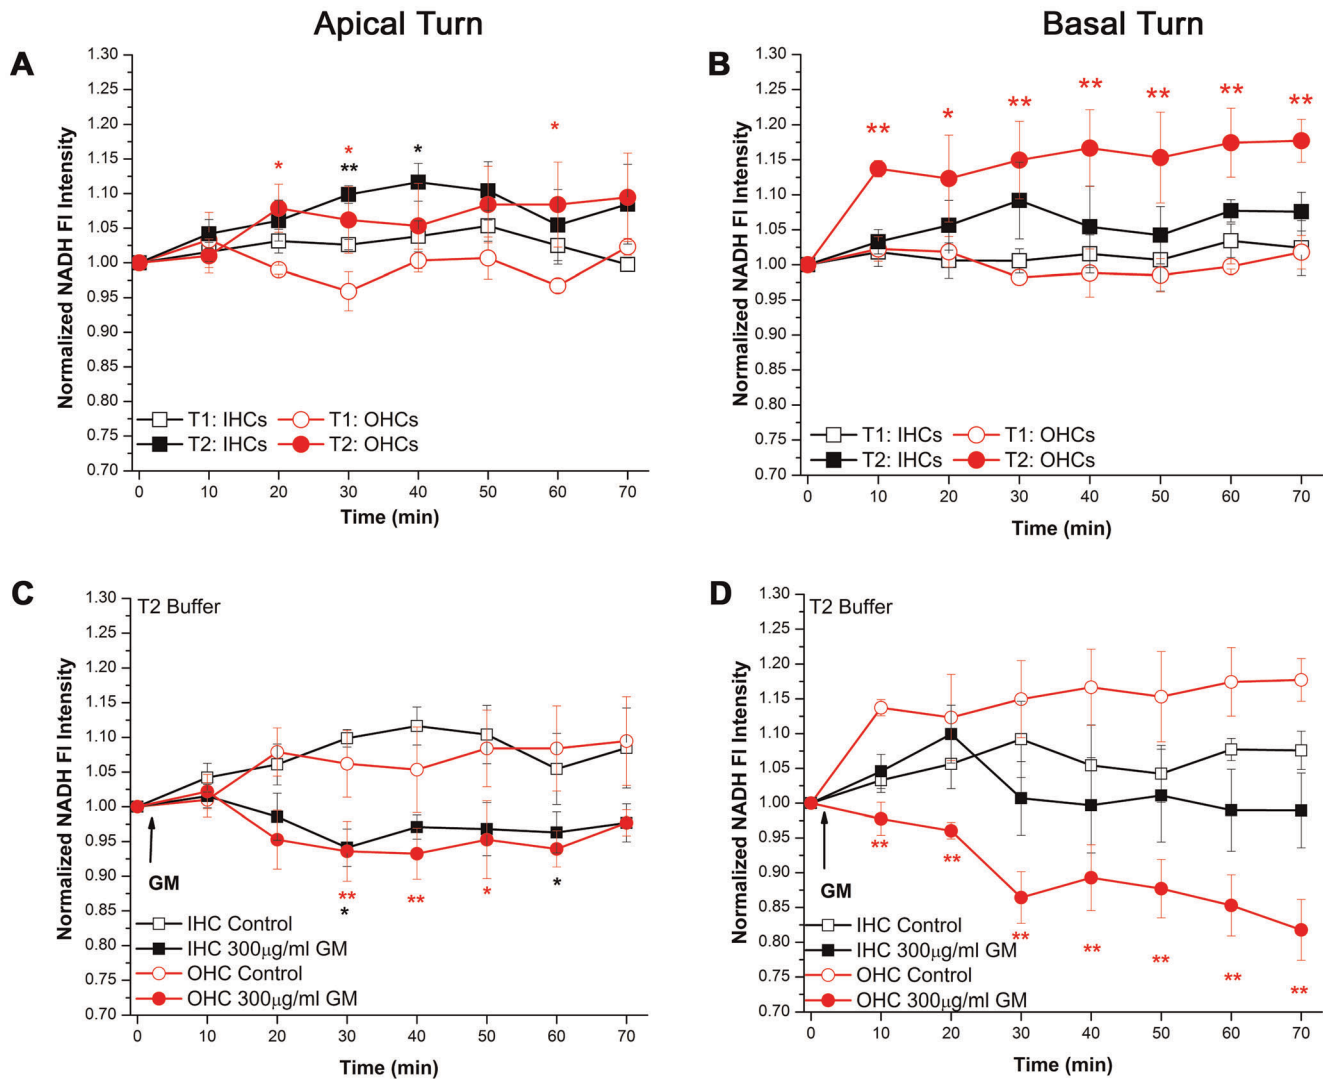 Apical Turn
Basal Turn
A
Normalized NADH FI Intensity
1.30
1.25
1.20
1.15
1.10
1.05
1.00
0.95
0.90
0.85
0.80
0.75
0.70
* * ** * *
T1: IHCs T1: OHCs
T2: IHCs T2: OHCs
0 10 20 30 40 50 60 70
Time (min)
B
Normalized NADH FI Intensity
1.30
1.25
1.20
1.15
1.10
1.05
1.00
0.95
0.90
0.85
0.80
0.75
0.70
** * ** ** ** ** **
T1: IHCs T1: OHCs
T2: IHCs T2: OHCs
0 10 20 30 40 50 60 70
Time (min)
C
Normalized NADH FI Intensity
1.30
1.25
1.20
1.15
1.10
1.05
1.00
0.95
0.90
0.85
0.80
0.75
0.70
T2 Buffer
GM
** * ** * *
IHC Control
IHC 300μg/ml GM
OHC Control
OHC 300μg/ml GM
0 10 20 30 40 50 60 70
Time (min)
D
Normalized NADH FI Intensity
1.30
1.25
1.20
1.15
1.10
1.05
1.00
0.95
0.90
0.85
0.80
0.75
0.70
T2 Buffer
GM
** ** ** ** ** ** **
IHC Control
IHC 300μg/ml GM
OHC Control
OHC 300μg/ml GM
0 10 20 30 40 50 60 70
Time (min)